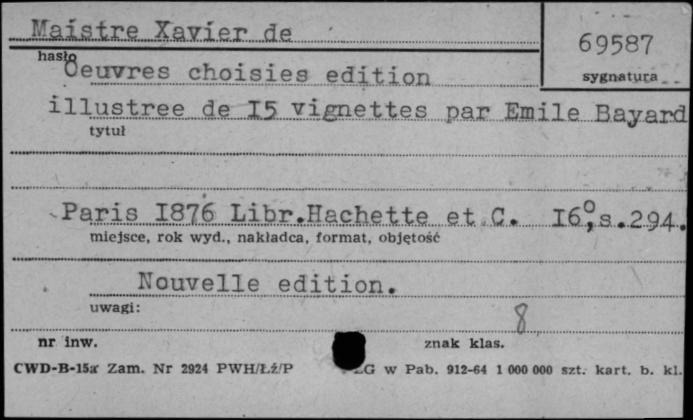 Maistre Xavier de
69587
hasło
sygnatura
Oeuvres choisies edition
illustree de I5 vignettes par Emile Bayard
tytuł
Paris I876 Libr.Hachette et C. I6°,s.294.
miejsce, rok wyd., nakładca, format, objętość
Nouvelle edition.
uwagi:
8
nr inw.
znak klas.
CWD-B-15a Zam. Nr 2924 PWH/Łż/P
ZG w Pab. 912-64 1 000 000 szt. kart. b. kl.